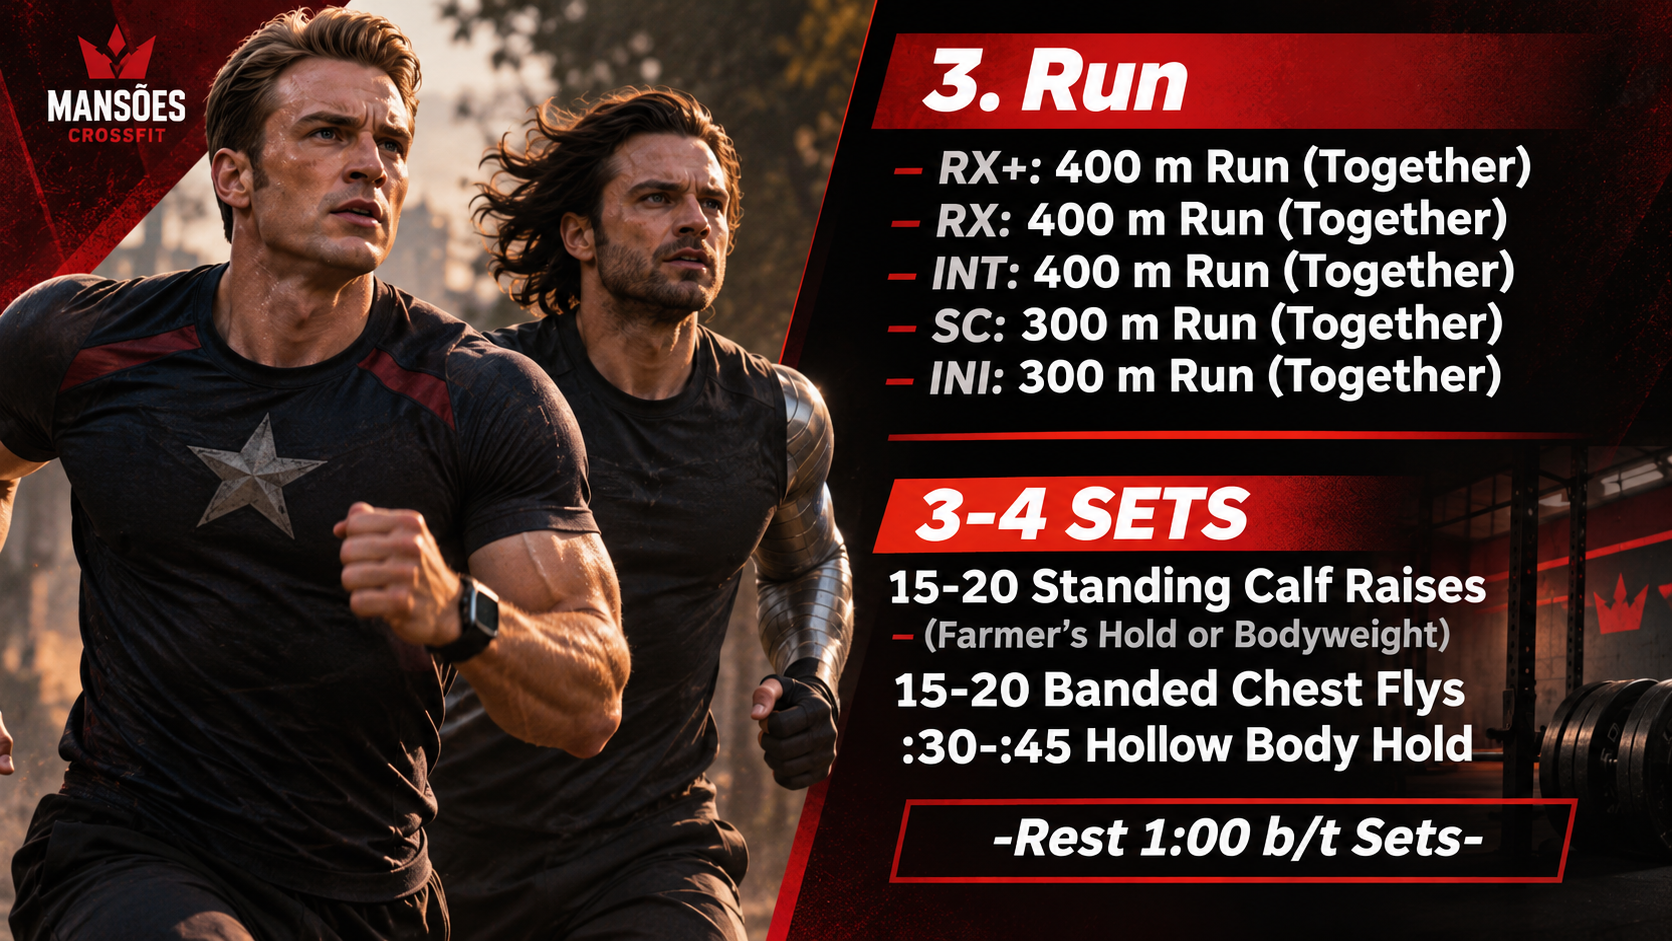 MANSÕES
CROSSFIT
3. Run
– RX+: 400 m Run (Together)
– RX: 400 m Run (Together)
– INT: 400 m Run (Together)
– SC: 300 m Run (Together)
– INI: 300 m Run (Together)
3-4 SETS
15-20 Standing Calf Raises
– (Farmer’s Hold or Bodyweight)
15-20 Banded Chest Flys
:30-:45 Hollow Body Hold
-Rest 1:00 b/t Sets-